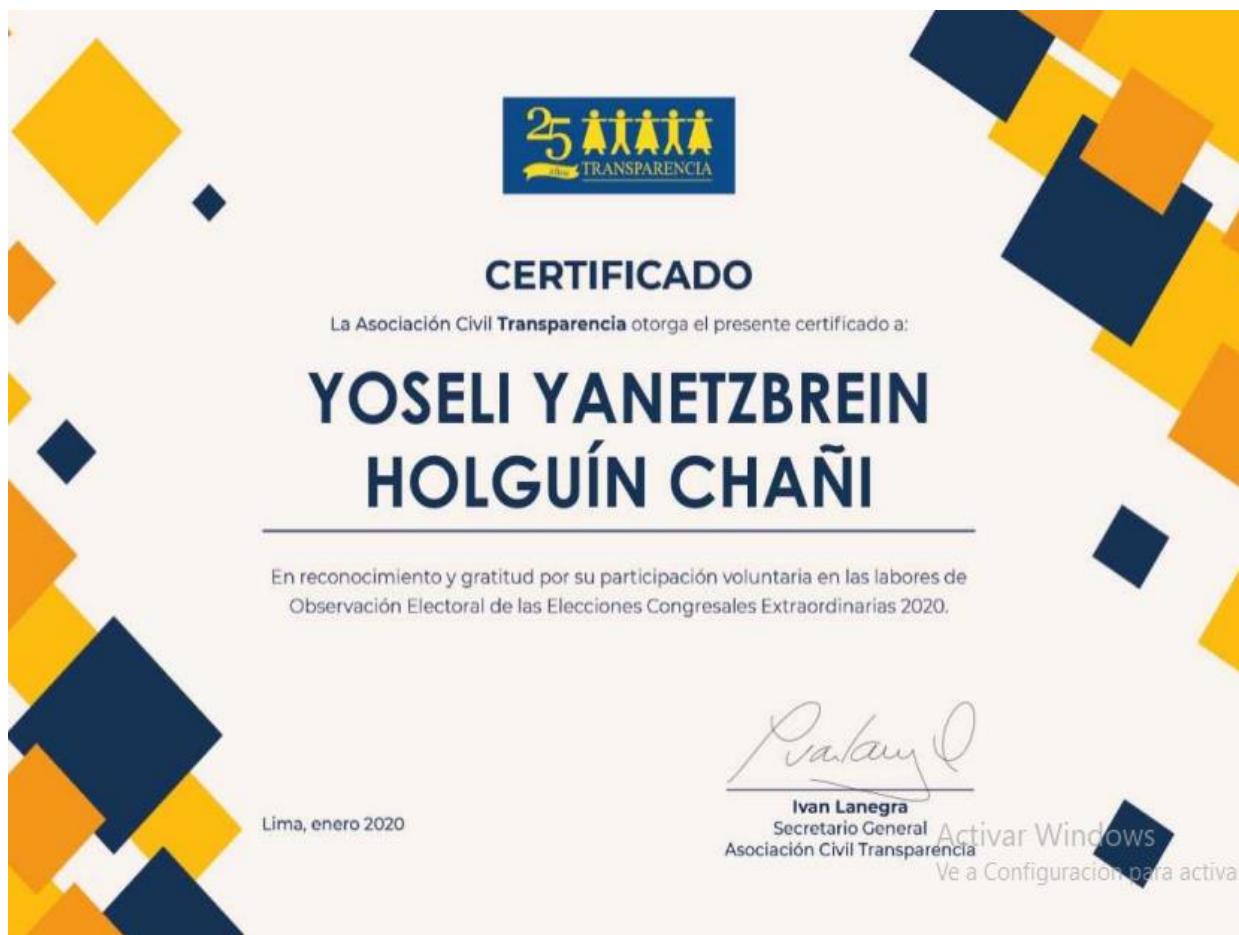 25
años
TRANSPARENCIA
CERTIFICADO
La Asociación Civil Transparencia otorga el presente certificado a:
YOSELI YANETZBREIN
HOLGUÍN CHAÑI
En reconocimiento y gratitud por su participación voluntaria en las labores de
Observación Electoral de las Elecciones Congresales Extraordinarias 2020.
Lima, enero 2020
Ivan Lanegra
Secretario General
Asociación Civil Transparencia
Activar Windows
Ve a Configuración para activa